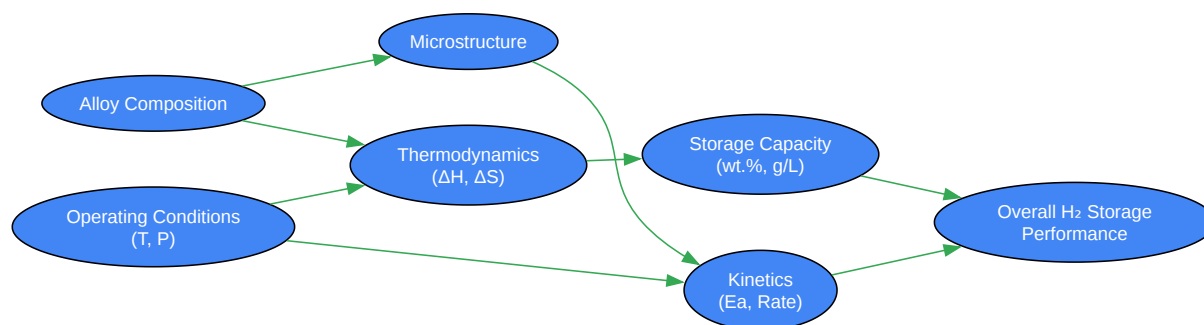 Microstructure
Alloy Composition
Thermodynamics
(ΔH, ΔS)
Storage Capacity
(wt.%, g/L)
Operating Conditions
(T, P)
Overall H₂ Storage
Performance
Kinetics
(Ea, Rate)